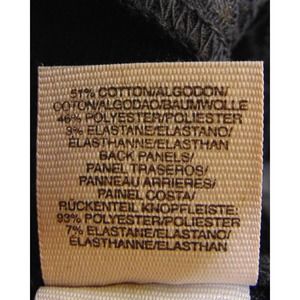 51% COTTON/ALGODON/
COTON/ALGODAO/BAUMWOLLE
46% POLYESTER/POLIESTER
3% ELASTANE/ELASTANO/
ELASTHANNE/ELASTHAN
BACK PANELS/
PANEL TRASEROS/
PANNEAU ARRIERES/
PAINEL COSTA/
RÜCKENTEIL KNOPFLEISTE:
93% POLYESTER/POLIESTER
7% ELASTANE/ELASTANO/
ELASTHANNE/ELASTHAN